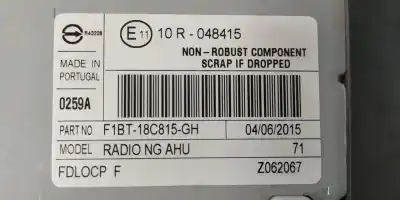 E 11 10 R - 048415
NON - ROBUST COMPONENT
SCRAP IF DROPPED
MADE IN
PORTUGAL
0259A
PART NO F1BT-18C815-GH 04/06/2015
MODEL RADIO NG AHU 71
FDLOCP F Z062067